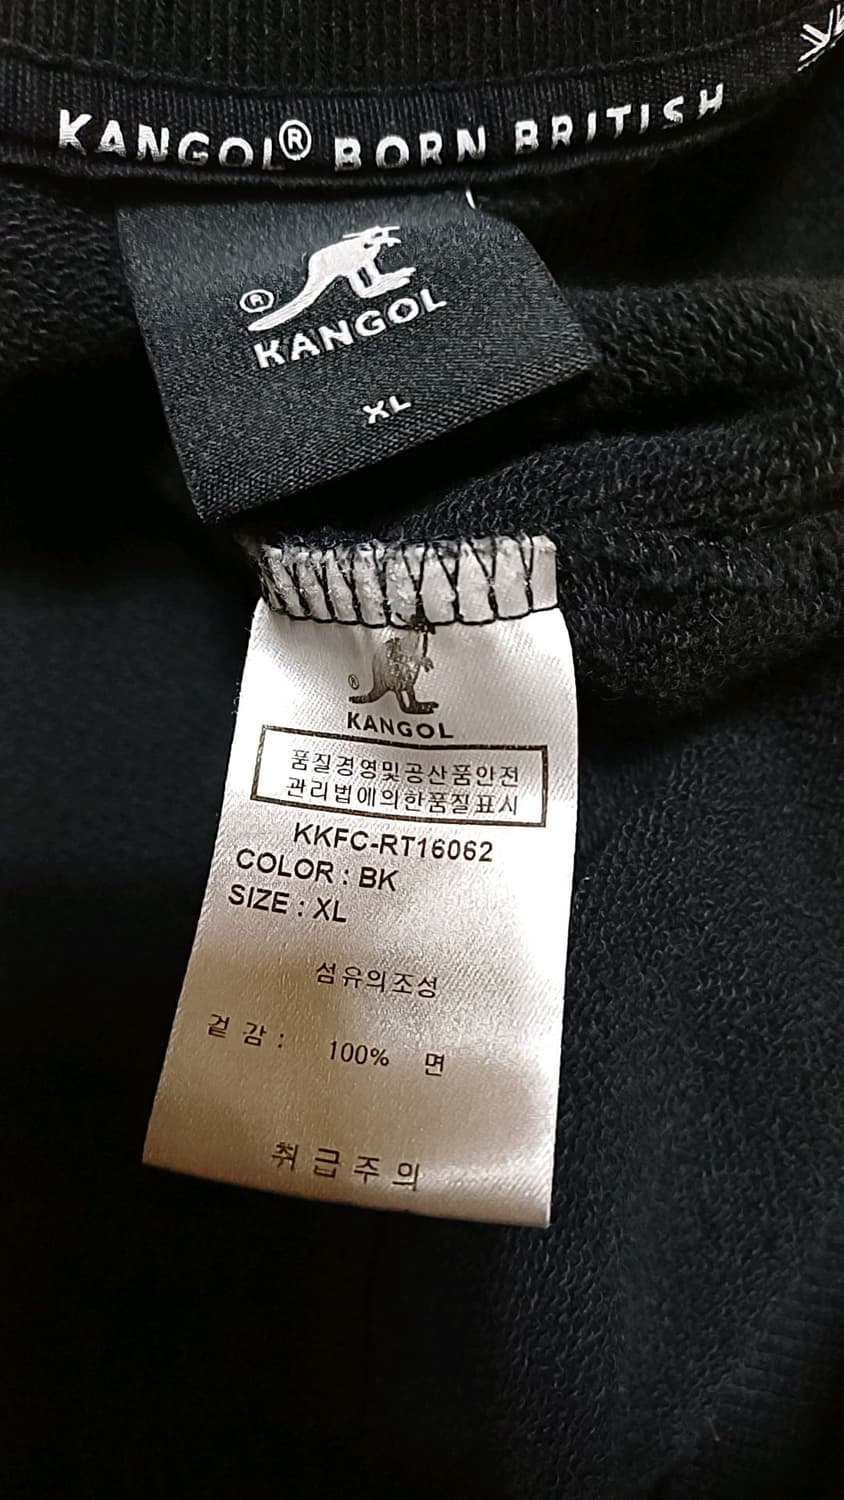 KANGOL® BORN BRITISH
®
KANGOL
XL
®
KANGOL
품질경영및공산품안전
관리법에의한품질표시
KKFC-RT16062
COLOR : BK
SIZE : XL
섬유의조성
겉 감 : 100% 면
취 급 주 의